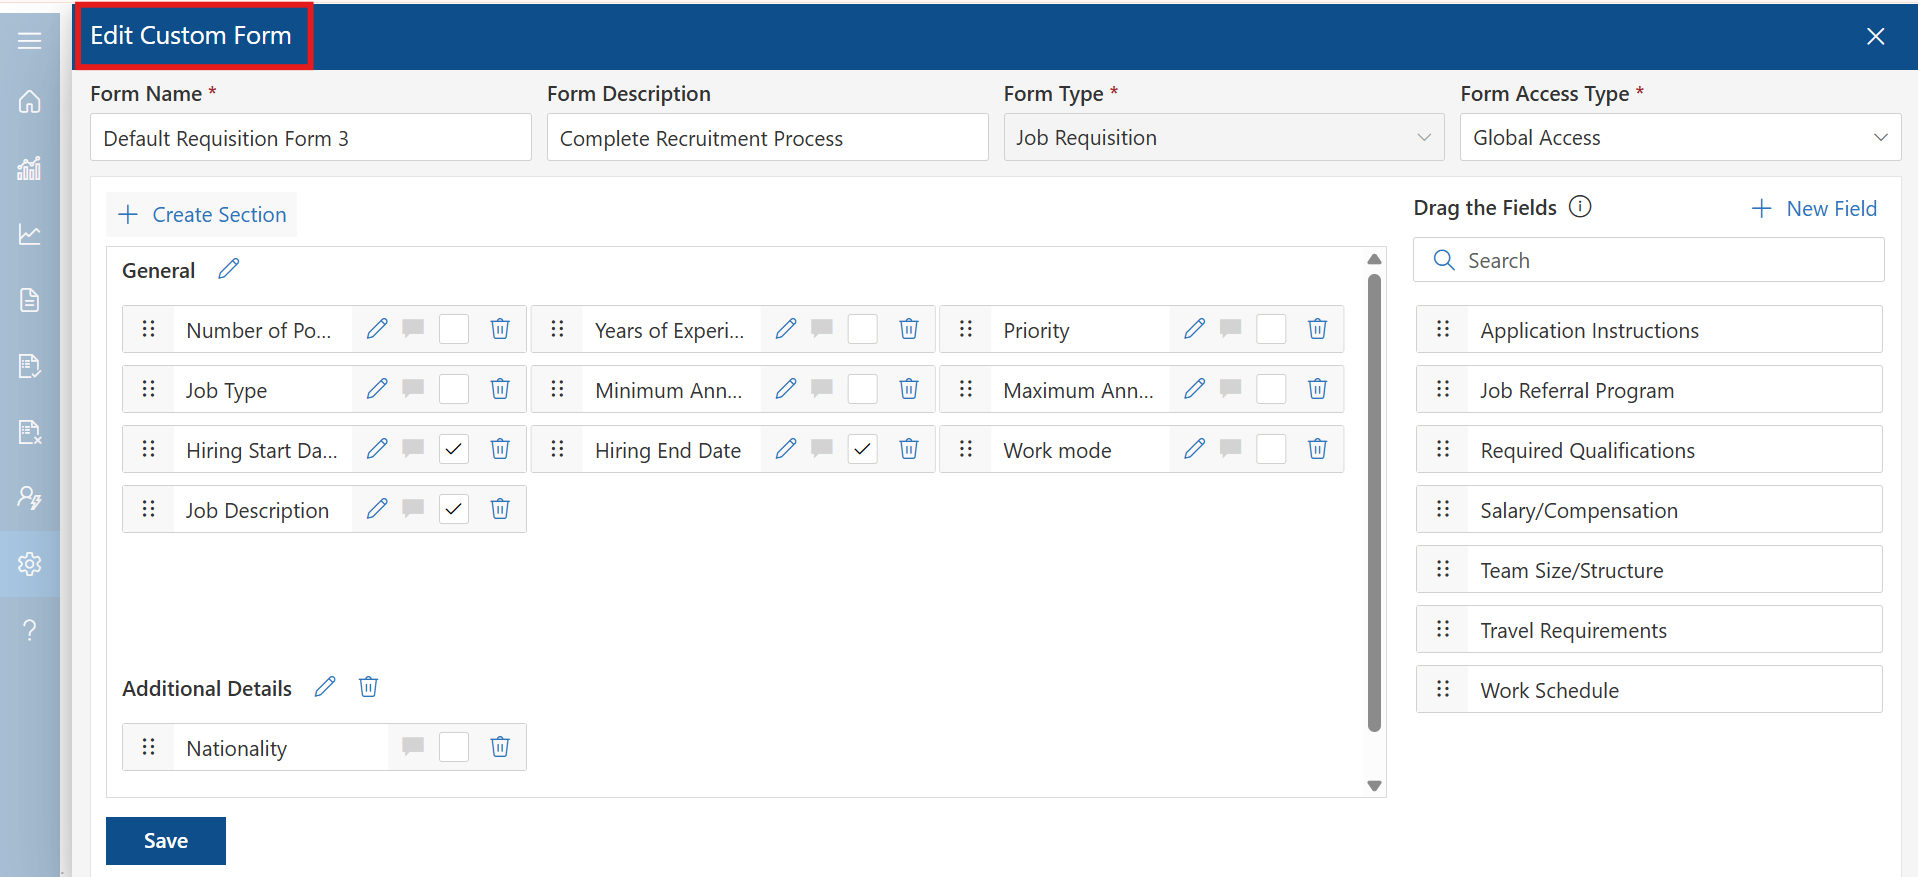 Edit Custom Form
Form Name *
Form Description
Form Type *
Form Access Type *
Default Requisition Form 3
Complete Recruitment Process
Job Requisition
Global Access
Create Section
Drag the Fields
New Field
Search
General
Number of Po...
Years of Experi...
Priority
Job Type
Minimum Ann...
Maximum Ann...
Hiring Start Da...
Hiring End Date
Work mode
Job Description
Additional Details
Nationality
Application Instructions
Job Referral Program
Required Qualifications
Salary/Compensation
Team Size/Structure
Travel Requirements
Work Schedule
Save